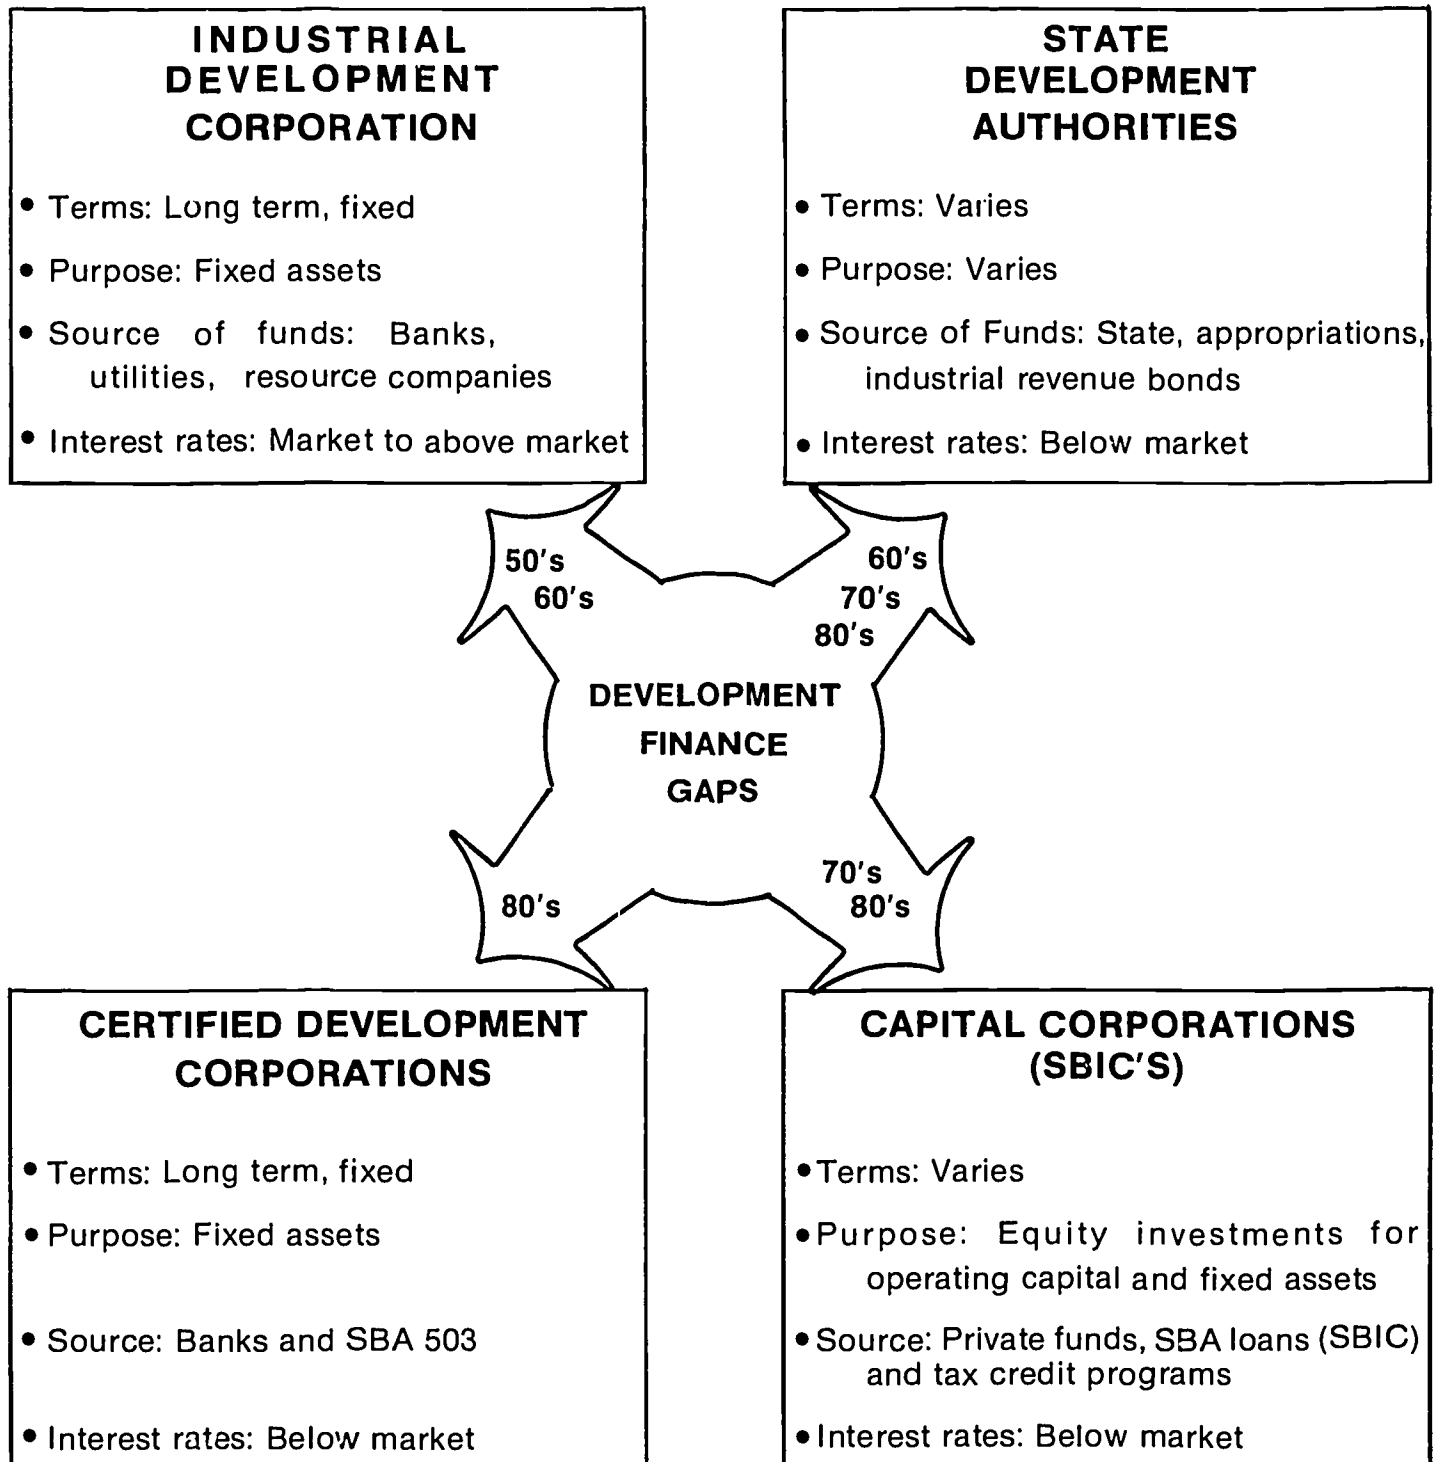 INDUSTRIAL
DEVELOPMENT
CORPORATION
• Terms: Long term, fixed
• Purpose: Fixed assets
• Source of funds: Banks,
utilities, resource companies
• Interest rates: Market to above market
STATE
DEVELOPMENT
AUTHORITIES
• Terms: Varies
• Purpose: Varies
• Source of Funds: State, appropriations,
industrial revenue bonds
• Interest rates: Below market
50's
60's
60's
70's
80's
DEVELOPMENT
FINANCE
GAPS
80's
70's
80's
CERTIFIED DEVELOPMENT
CORPORATIONS
• Terms: Long term, fixed
• Purpose: Fixed assets
• Source: Banks and SBA 503
• Interest rates: Below market
CAPITAL CORPORATIONS
(SBIC'S)
• Terms: Varies
• Purpose: Equity investments for
operating capital and fixed assets
• Source: Private funds, SBA loans (SBIC)
and tax credit programs
• Interest rates: Below market